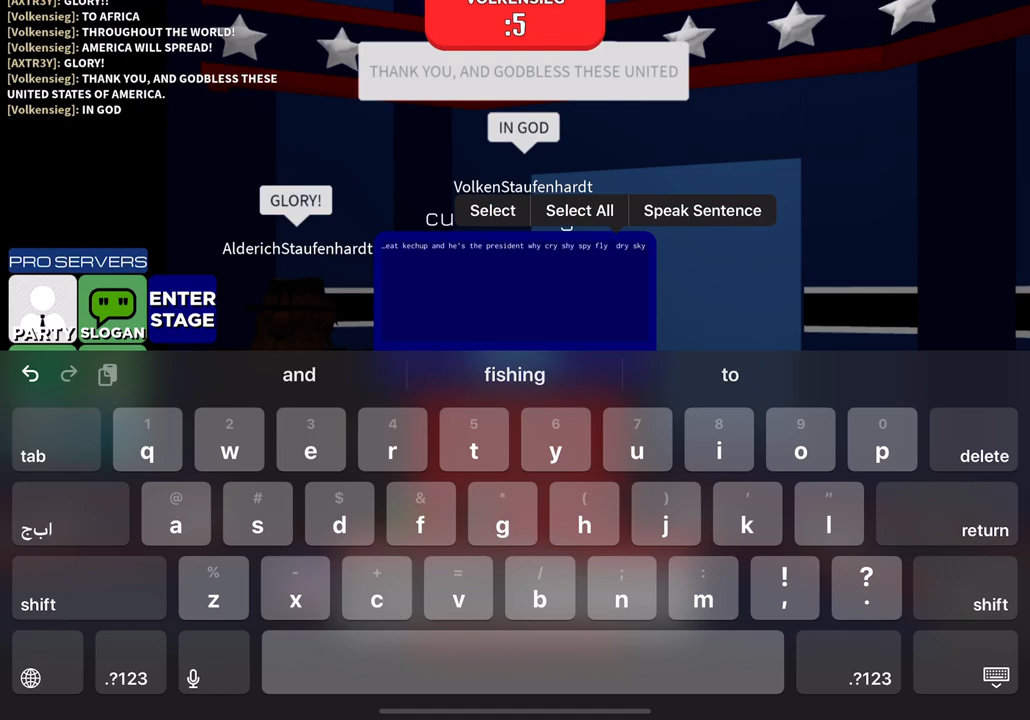 [AXTR3Y]: GLORY!!
[Volkensieg]: TO AFRICA
[Volkensieg]: THROUGHOUT THE WORLD!
[Volkensieg]: AMERICA WILL SPREAD!
[AXTR3Y]: GLORY!
[Volkensieg]: THANK YOU, AND GODBLESS THESE
UNITED STATES OF AMERICA.
[Volkensieg]: IN GOD
VOLKENSIEG
:5
THANK YOU, AND GODBLESS THESE UNITED
IN GOD
VolkenStaufenhardt
GLORY!
AlderichStaufenhardt
cu
Select
Select All
Speak Sentence
…eat kechup and he's the president why cry shy spy fly dry sky
PRO SERVERS
PARTY
SLOGAN
ENTER
STAGE
and
fishing
to
1 2 3 4 5 6 7 8 9 0
tab q w e r t y u i o p delete
@ # $ & * ( ) ' "
ابج a s d f g h j k l return
% - + = / ; : ! ?
shift z x c v b n m , . shift
.?123 .?123